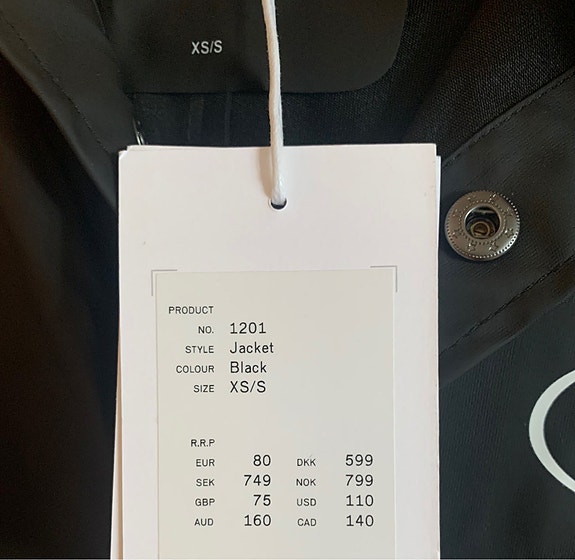 XS/S
PRODUCT
NO. 1201
STYLE Jacket
COLOUR Black
SIZE XS/S
R.R.P
EUR 80 DKK 599
SEK 749 NOK 799
GBP 75 USD 110
AUD 160 CAD 140